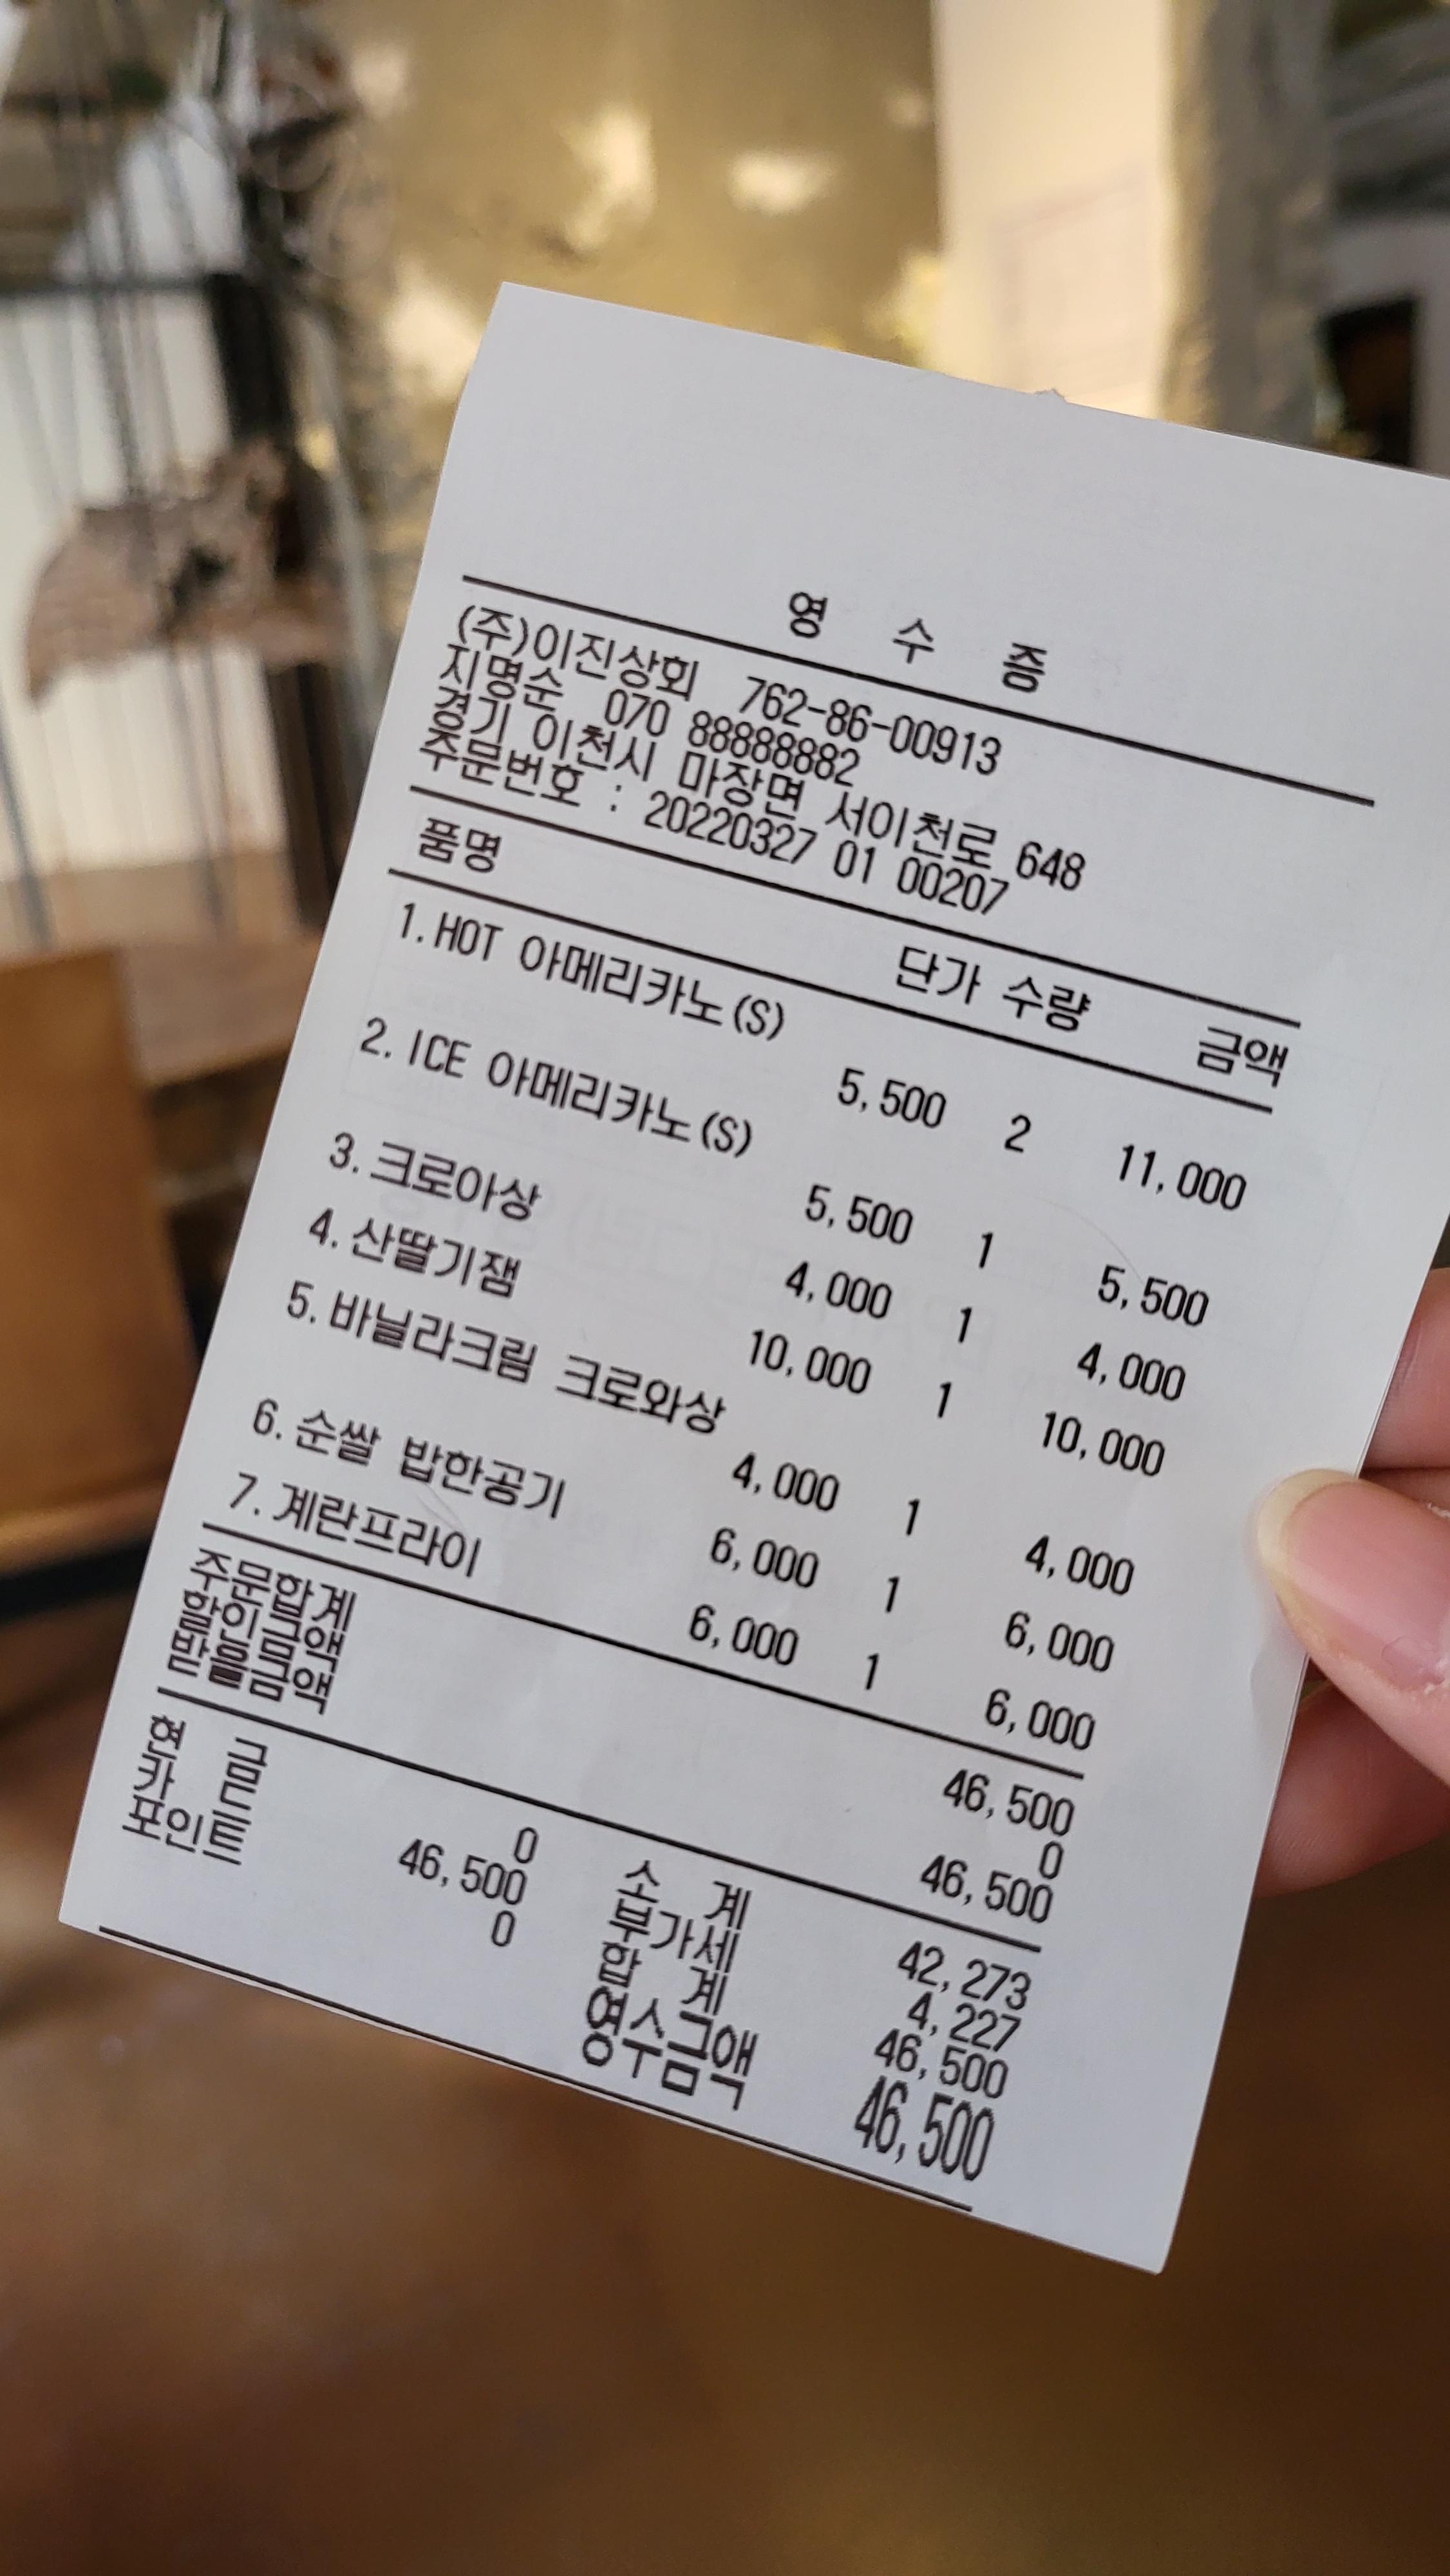 영 수 증
(주)이진상회 762-86-00913
지명순 070 88888882
경기 이천시 마장면 서이천로 648
주문번호 : 20220327 01 00207
품명 단가 수량 금액
1.HOT 아메리카노(S)
5,500 2 11,000
2.ICE 아메리카노(S)
5,500 1 5,500
3.크로아상 4,000 1 4,000
4.산딸기잼 10,000 1 10,000
5.바닐라크림 크로와상
4,000 1 4,000
6.순쌀 밥한공기 6,000 1 6,000
7.계란프라이 6,000 1 6,000
주문합계 46,500
할인금액 0
받을금액 46,500
현 금 0 소 계 42,273
카 드 46,500 부가세 4,227
포인트 0 합 계 46,500
영수금액 46,500